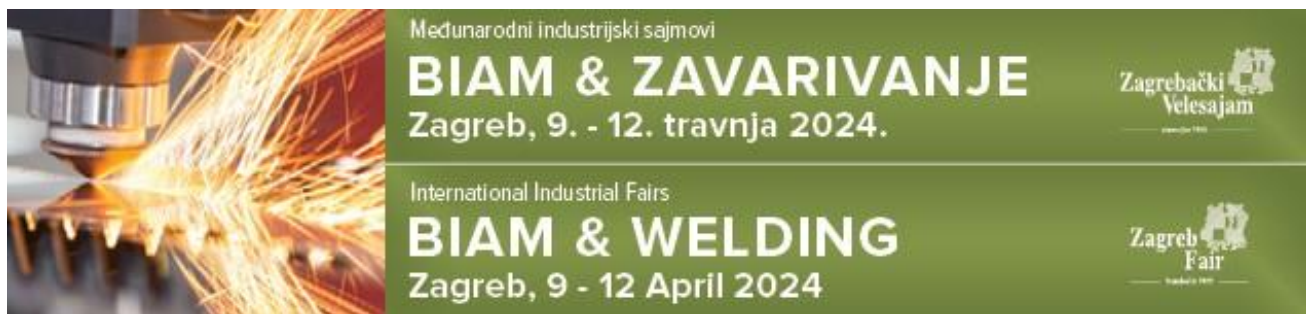 Međunarodni industrijski sajmovi
BIAM & ZAVARIVANJE
Zagreb, 9. - 12. travnja 2024.
Zagrebački
Velesajam
International Industrial Fairs
BIAM & WELDING
Zagreb, 9 - 12 April 2024
Zagreb
Fair